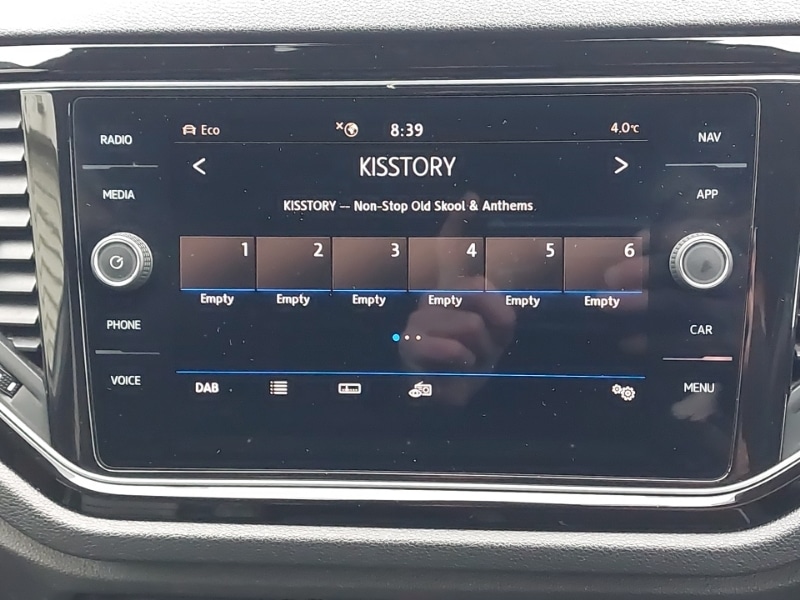 RADIO
MEDIA
PHONE
VOICE
Eco 8:39 4.0°C
< KISSTORY >
KISSTORY -- Non-Stop Old Skool & Anthems
1 2 3 4 5 6
Empty Empty Empty Empty Empty Empty
DAB
NAV
APP
CAR
MENU